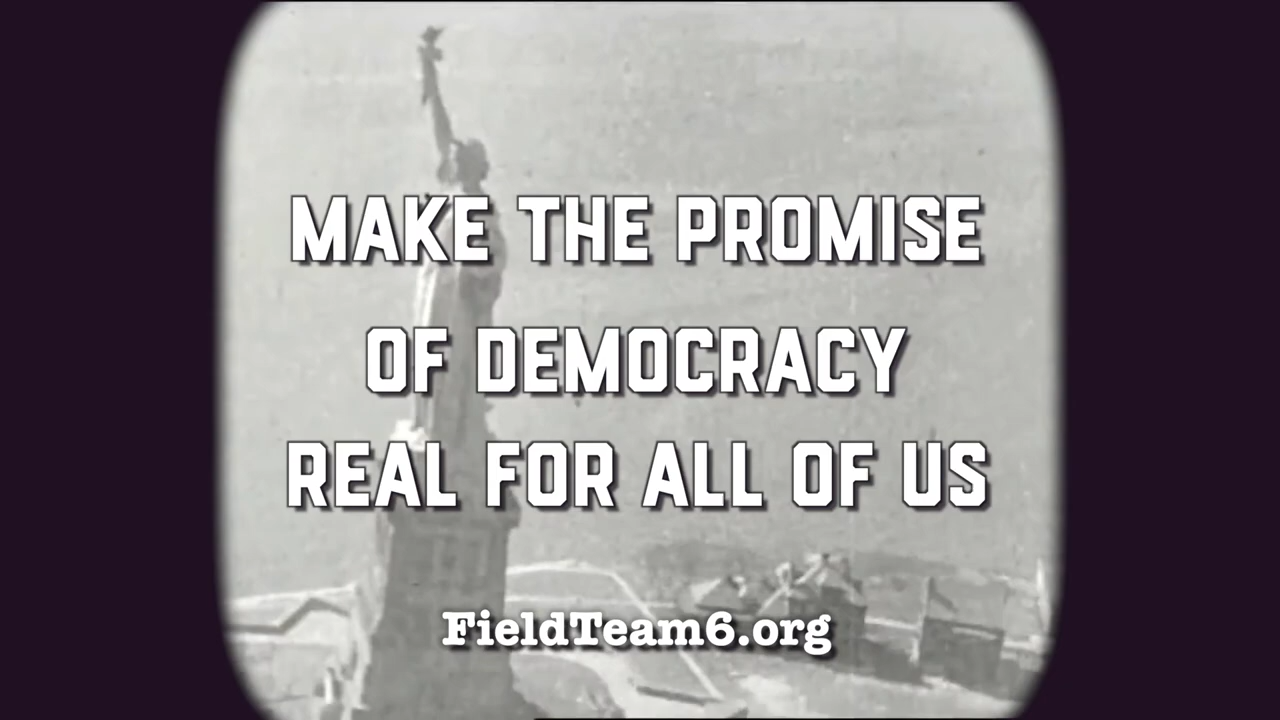 MAKE THE PROMISE
OF DEMOCRACY
REAL FOR ALL OF US
FieldTeam6.org